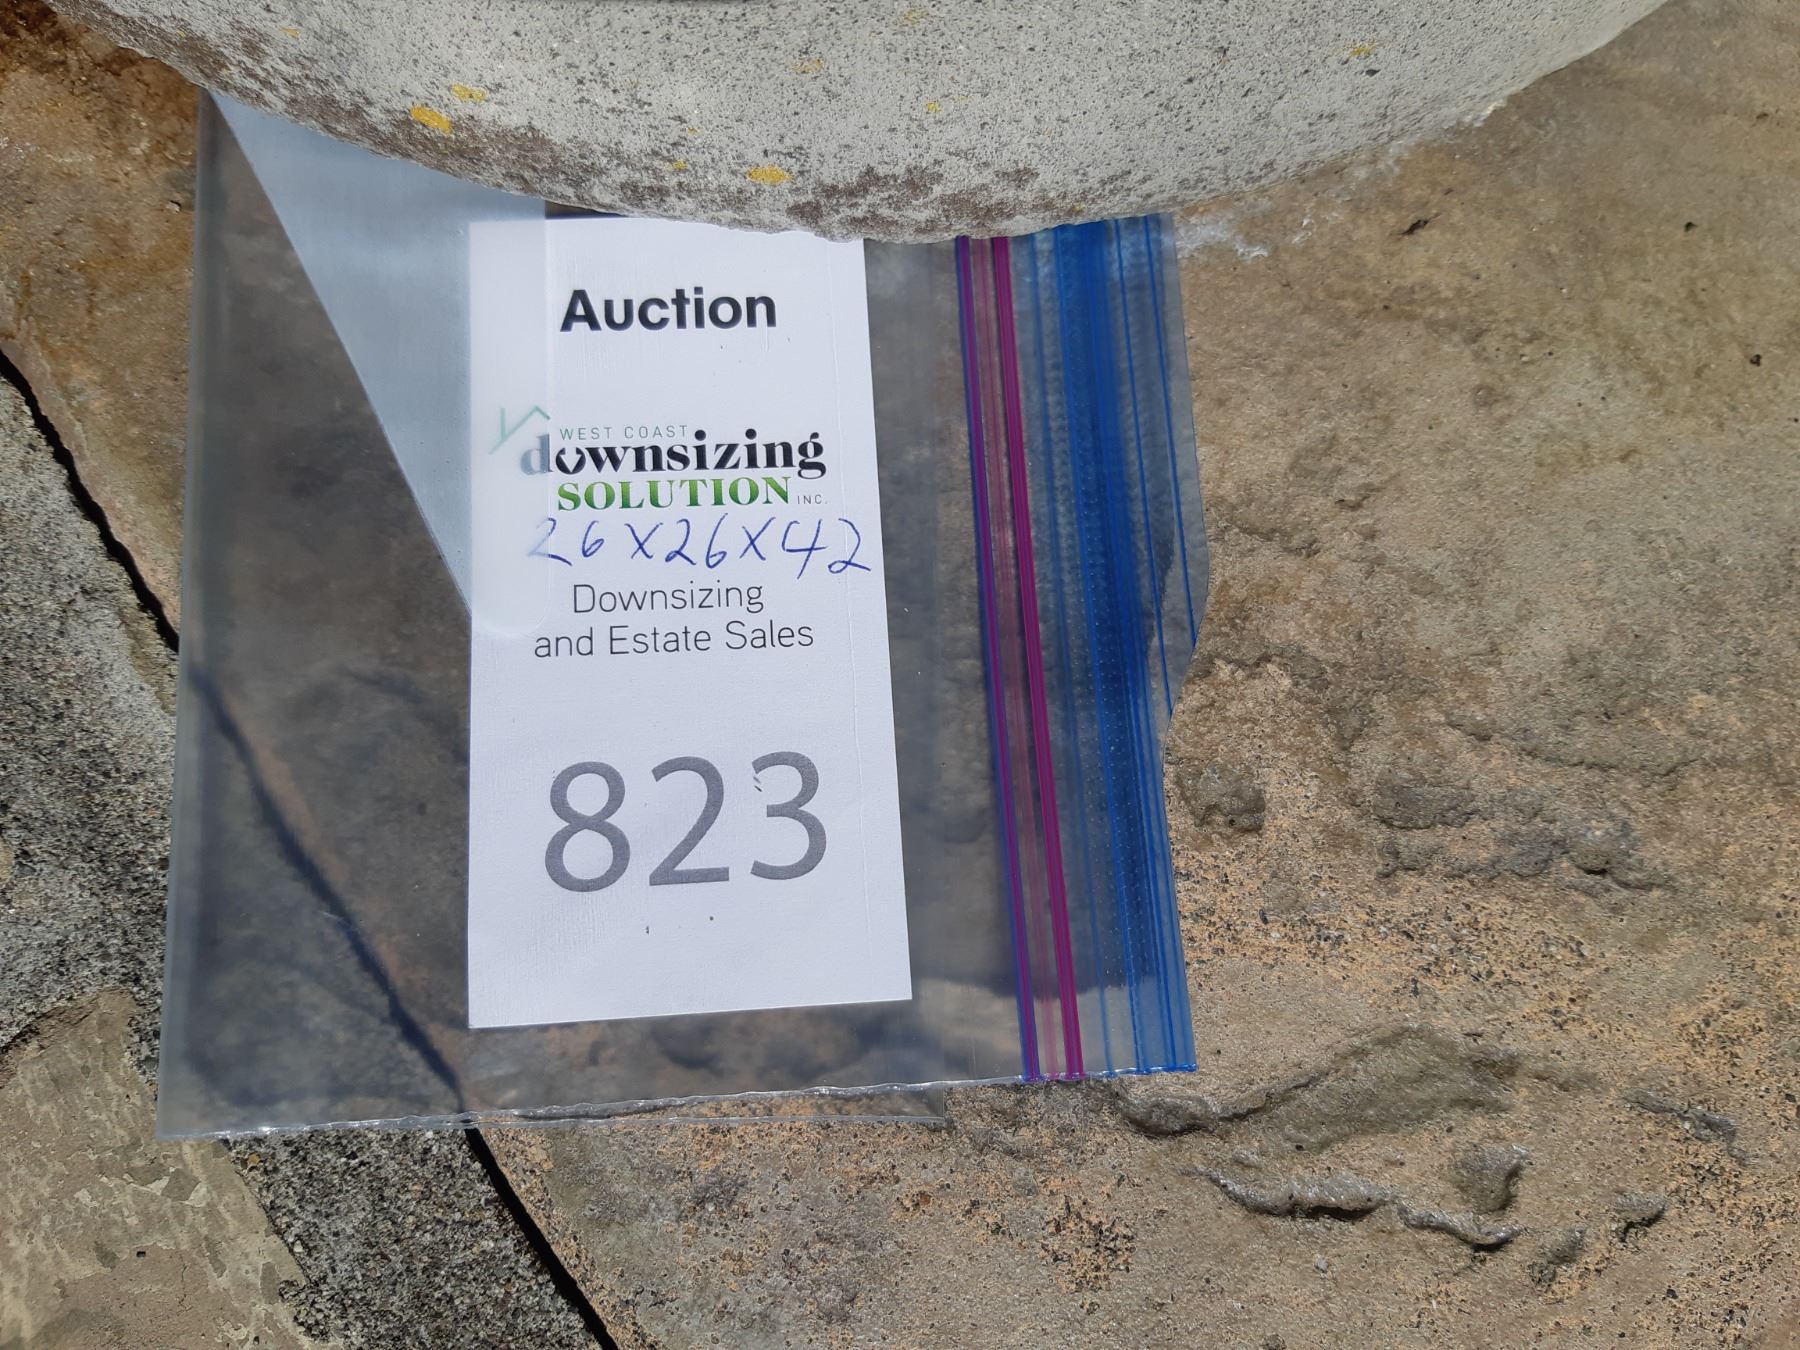 Auction
WEST COAST
downsizing
SOLUTION INC.
26x26x42
Downsizing
and Estate Sales
823